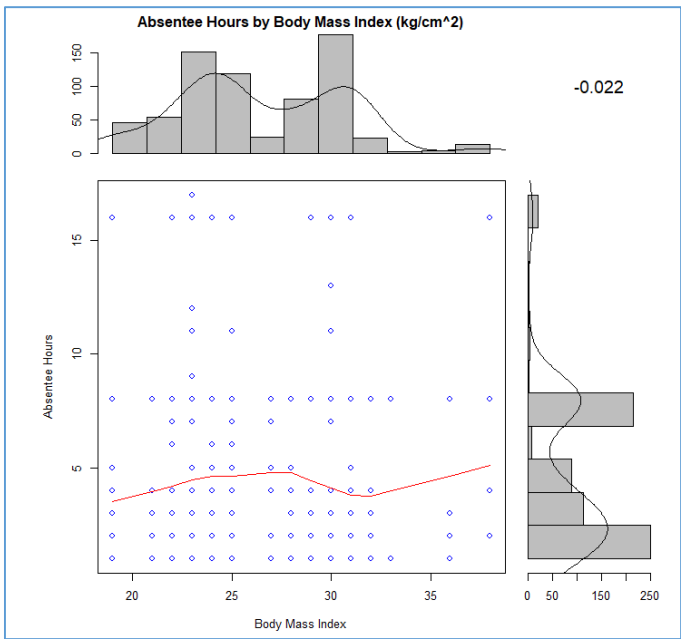 Absentee Hours by Body Mass Index (kg/cm^2)
0 50 100 150
-0.022
5 10 15
Absentee Hours
20 25 30 35
Body Mass Index
0 50 150 250